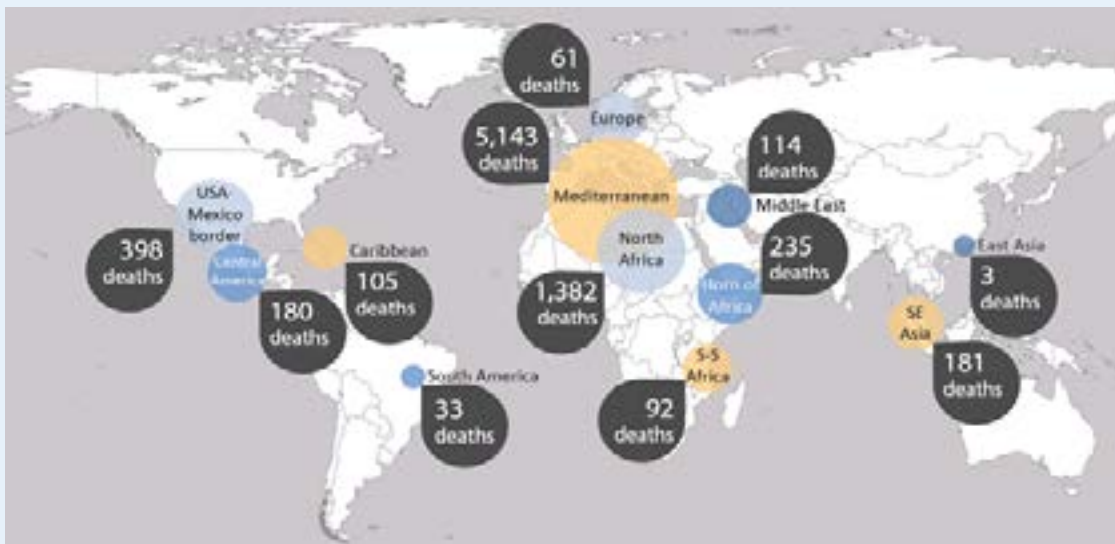 61
deaths
Europe
5,143
deaths
114
deaths
Mediterranean
Middle East
USA-
Mexico
border
North
Africa
235
deaths
East Asia
398
deaths
Central
America
Caribbean
105
deaths
1,382
deaths
Horn of
Africa
3
deaths
180
deaths
SE
Asia
S-S
Africa
181
deaths
South America
33
deaths
92
deaths